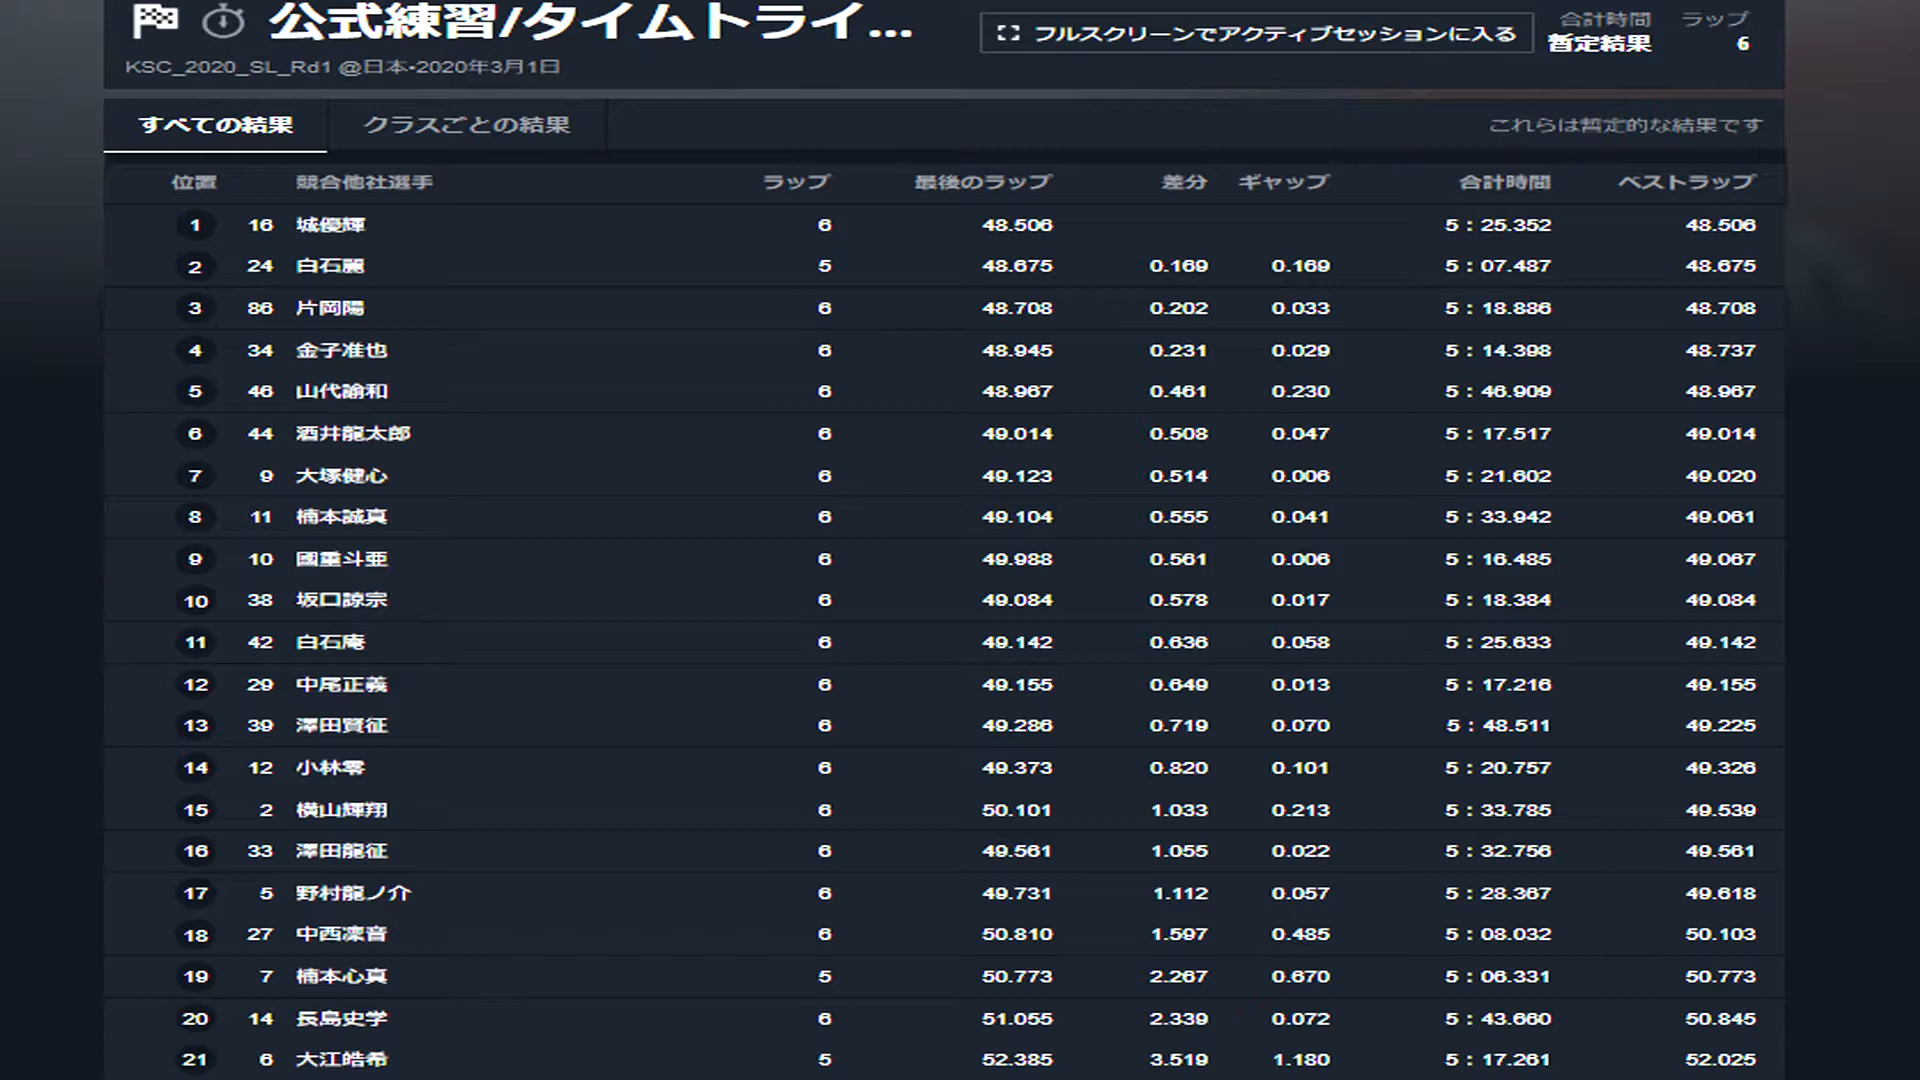 公式練習/タイムトライ...
フルスクリーンでアクティブセッションに入る
合計時間 ラップ
暫定結果 6
KSC_2020_SL_Rd1 @日本•2020年3月1日
すべての結果 クラスごとの結果 これらは暫定的な結果です
位置 競合他社選手 ラップ 最後のラップ 差分 ギャップ 合計時間 ベストラップ
1 16 城優輝 6 48.506 5:25.352 48.506
2 24 白石麗 5 48.675 0.169 0.169 5:07.487 48.675
3 86 片岡陽 6 48.708 0.202 0.033 5:18.886 48.708
4 34 金子准也 6 48.945 0.231 0.029 5:14.398 48.737
5 46 山代諭和 6 48.967 0.461 0.230 5:46.909 48.967
6 44 酒井龍太郎 6 49.014 0.508 0.047 5:17.517 49.014
7 9 大塚健心 6 49.123 0.514 0.006 5:21.602 49.020
8 11 楠本誠真 6 49.104 0.555 0.041 5:33.942 49.061
9 10 國重斗亜 6 49.988 0.561 0.006 5:16.485 49.067
10 38 坂口諒宗 6 49.084 0.578 0.017 5:18.384 49.084
11 42 白石庵 6 49.142 0.636 0.058 5:25.633 49.142
12 29 中尾正義 6 49.155 0.649 0.013 5:17.216 49.155
13 39 澤田賢征 6 49.286 0.719 0.070 5:48.511 49.225
14 12 小林零 6 49.373 0.820 0.101 5:20.757 49.326
15 2 横山輝翔 6 50.101 1.033 0.213 5:33.785 49.539
16 33 澤田龍征 6 49.561 1.055 0.022 5:32.756 49.561
17 5 野村龍ノ介 6 49.731 1.112 0.057 5:28.367 49.618
18 27 中西凜音 6 50.810 1.597 0.485 5:08.032 50.103
19 7 楠本心真 5 50.773 2.267 0.670 5:06.331 50.773
20 14 長島史学 6 51.055 2.339 0.072 5:43.660 50.845
21 6 大江皓希 5 52.385 3.519 1.180 5:17.261 52.025